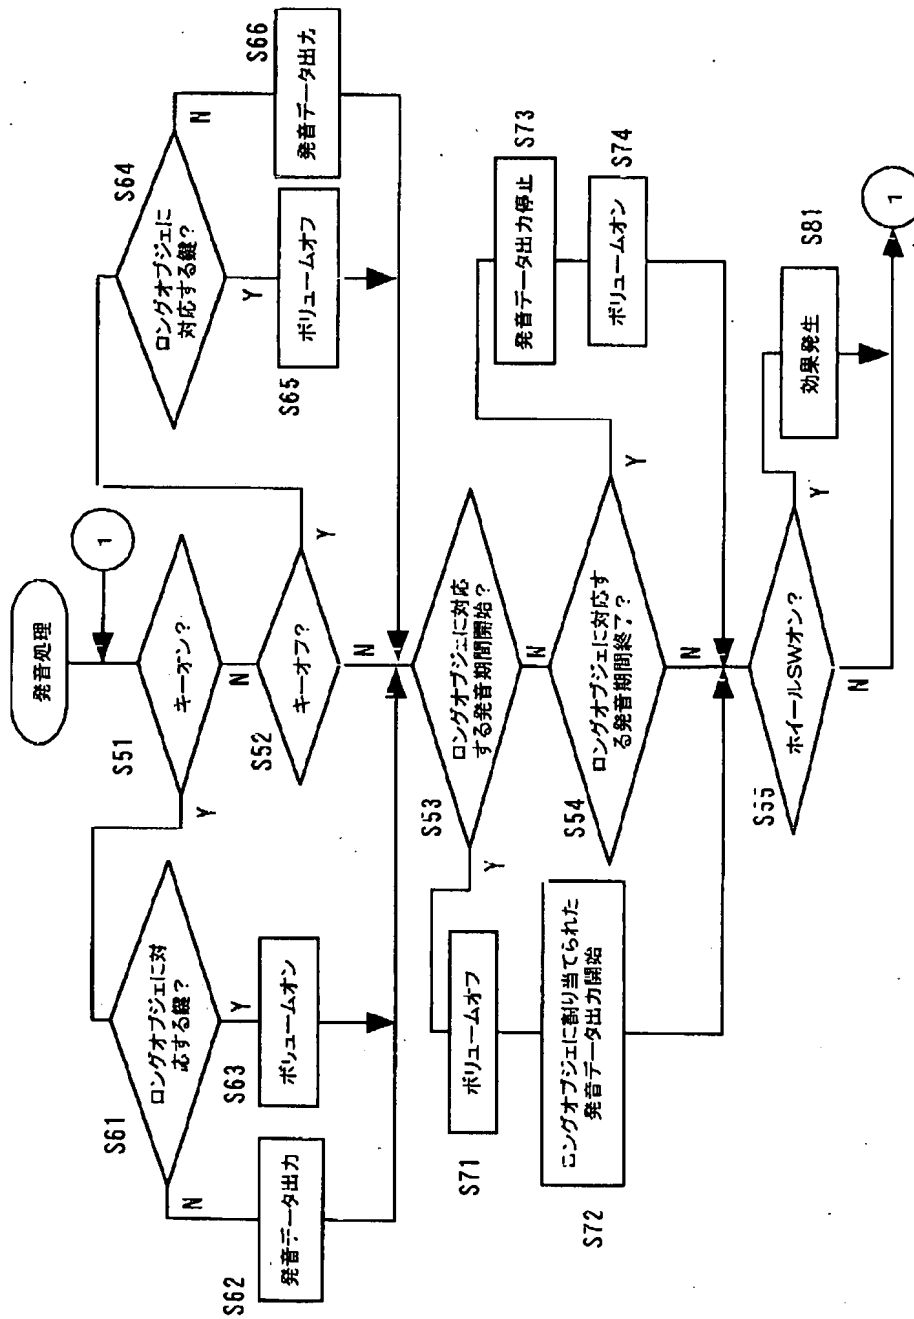 発音処理
1
S51
キーオン?
Y
N
S61
ロングオブジェに対
応する鍵?
N
Y
S62
発音データ出力
S63
ボリュームオン
S52
キーオフ?
Y
N
S64
ロングオブジェに
対応する鍵?
N
Y
S65
ボリュームオフ
S66
発音データ出力
S53
ロングオブジェに対応
する発音期間開始?
Y
N
S71
ボリュームオフ
S72
ロングオブジェに割り当てられた
発音データ出力開始
S54
ロングオブジェに対応す
る発音期間終了?
Y
N
S73
発音データ出力停止
S74
ボリュームオン
S55
ホイールSWオン?
Y
N
S81
効果発生
1